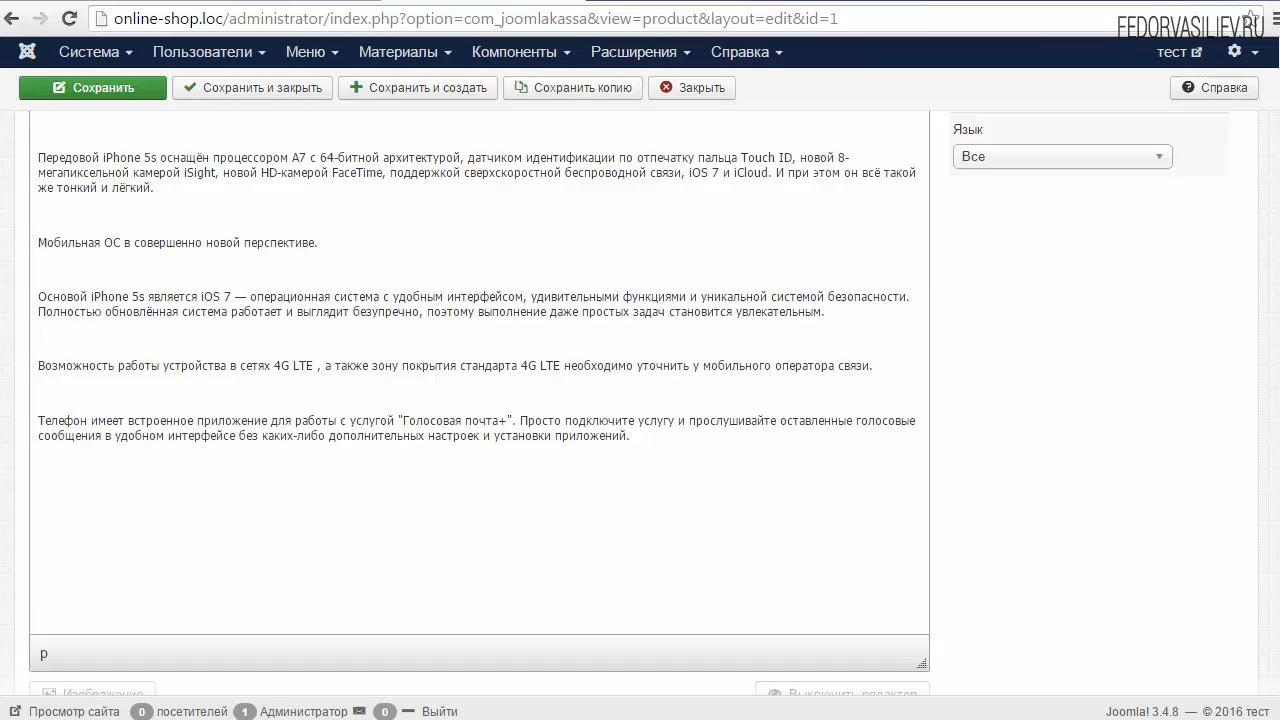 online-shop.loc/administrator/index.php?option=com_joomlakassa&view=product&layout=edit&id=1
FEDORVASILIEV.RU
Система Пользователи Меню Материалы Компоненты Расширения Справка тест
Сохранить Сохранить и закрыть Сохранить и создать Сохранить копию Закрыть Справка
Язык
Все
Передовой iPhone 5s оснащён процессором A7 с 64-битной архитектурой, датчиком идентификации по отпечатку пальца Touch ID, новой 8-
мегапиксельной камерой iSight, новой HD-камерой FaceTime, поддержкой сверхскоростной беспроводной связи, iOS 7 и iCloud. И при этом он всё такой
же тонкий и лёгкий.
Мобильная ОС в совершенно новой перспективе.
Основой iPhone 5s является iOS 7 — операционная система с удобным интерфейсом, удивительными функциями и уникальной системой безопасности.
Полностью обновлённая система работает и выглядит безупречно, поэтому выполнение даже простых задач становится увлекательным.
Возможность работы устройства в сетях 4G LTE , а также зону покрытия стандарта 4G LTE необходимо уточнить у мобильного оператора связи.
Телефон имеет встроенное приложение для работы с услугой "Голосовая почта+". Просто подключите услугу и прослушивайте оставленные голосовые
сообщения в удобном интерфейсе без каких-либо дополнительных настроек и установки приложений.
p
Изображение Выключить редактор
Просмотр сайта 0 посетителей 1 Администратор 0 Выйти Joomla! 3.4.8 — © 2016 тест